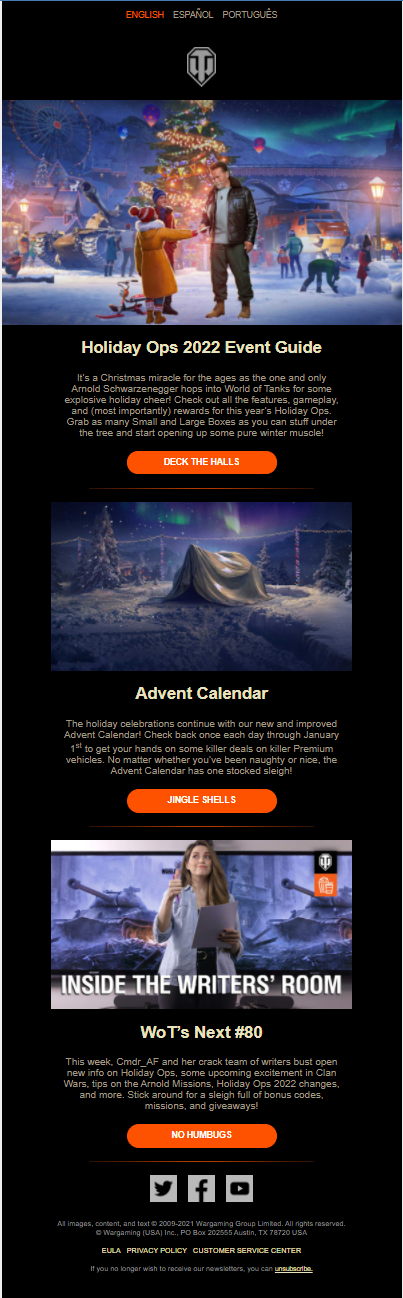 ENGLISH ESPAÑOL PORTUGUÊS
Holiday Ops 2022 Event Guide
It's a Christmas miracle for the ages as the one and only
Arnold Schwarzenegger hops into World of Tanks for some
explosive holiday cheer! Check out all the features, gameplay,
and (most importantly) rewards for this year's Holiday Ops.
Grab as many Small and Large Boxes as you can stuff under
the tree and start opening up some pure winter muscle!
DECK THE HALLS
Advent Calendar
The holiday celebrations continue with our new and improved
Advent Calendar! Check back once each day through January
1st to get your hands on some killer deals on killer Premium
vehicles. No matter whether you've been naughty or nice, the
Advent Calendar has one stocked sleigh!
JINGLE SHELLS
INSIDE THE WRITERS' ROOM
WoT's Next #80
This week, Cmdr_AF and her crack team of writers bust open
new info on Holiday Ops, some upcoming excitement in Clan
Wars, tips on the Arnold Missions, Holiday Ops 2022 changes,
and more. Stick around for a sleigh full of bonus codes,
missions, and giveaways!
NO HUMBUGS
All images, content, and text © 2009-2021 Wargaming Group Limited. All rights reserved.
© Wargaming (USA) Inc., PO Box 202555 Austin, TX 78720 USA
EULA PRIVACY POLICY CUSTOMER SERVICE CENTER
If you no longer wish to receive our newsletters, you can unsubscribe.